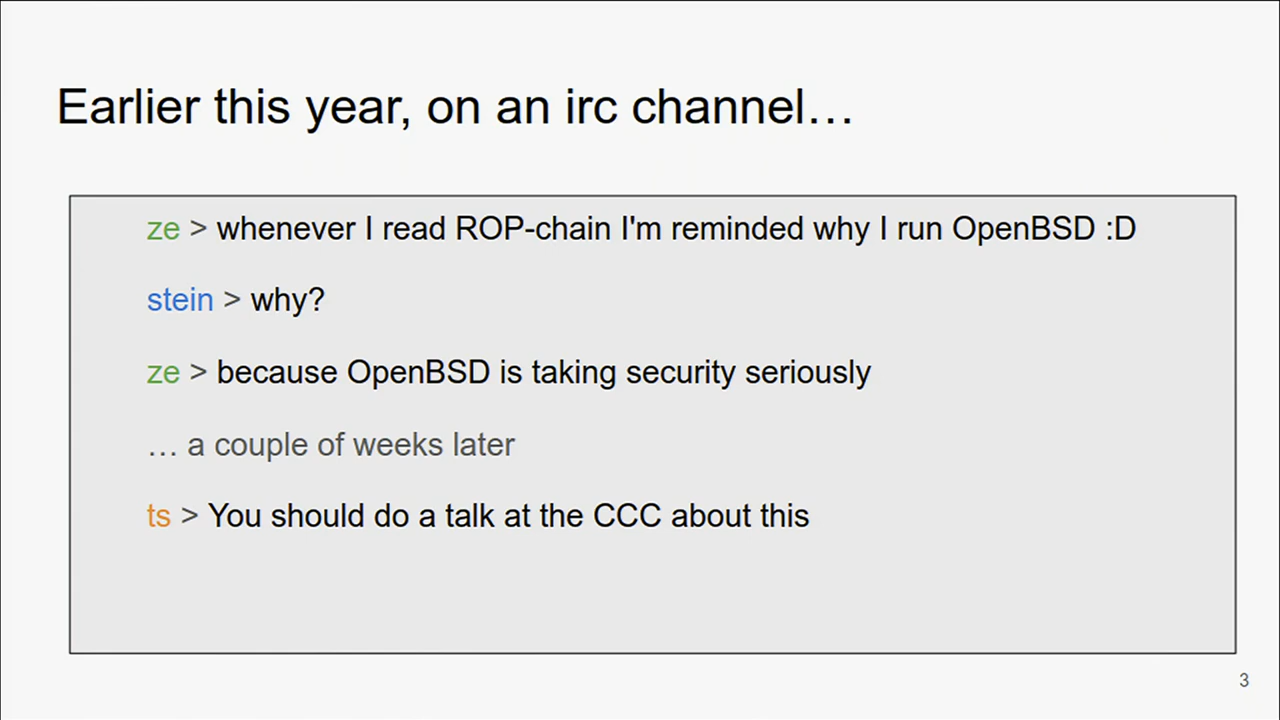 Earlier this year, on an irc channel…
ze > whenever I read ROP-chain I'm reminded why I run OpenBSD :D
stein > why?
ze > because OpenBSD is taking security seriously
… a couple of weeks later
ts > You should do a talk at the CCC about this
3